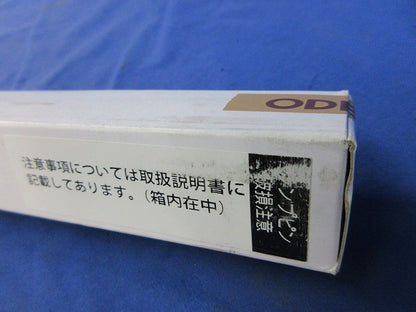 注意事項については取扱説明書に
記載してあります。(箱内在中)
破損注意